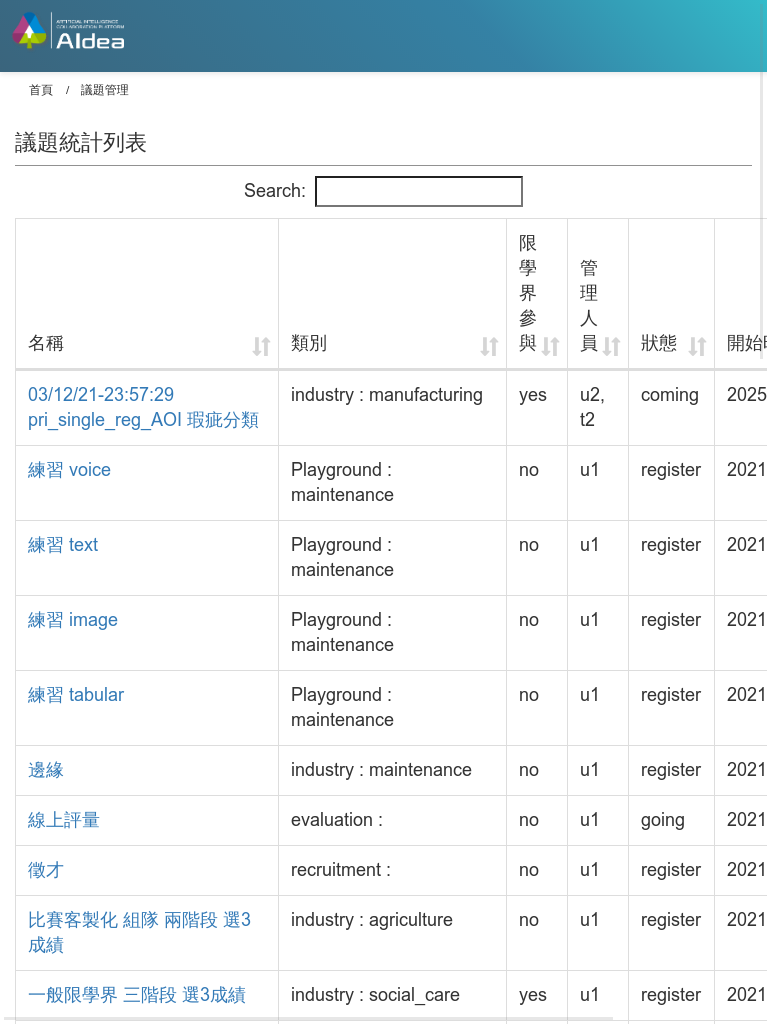 ARTIFICIAL INTELLIGENCE
COLLABORATION PLATFORM
AIdea
首頁 / 議題管理
議題統計列表
Search:
名稱 類別 限學界參與 管理人員 狀態 開始
03/12/21-23:57:29 industry : manufacturing yes u2, coming 2025
pri_single_reg_AOI 瑕疵分類 t2
練習 voice Playground : no u1 register 2021
maintenance
練習 text Playground : no u1 register 2021
maintenance
練習 image Playground : no u1 register 2021
maintenance
練習 tabular Playground : no u1 register 2021
maintenance
邊緣 industry : maintenance no u1 register 2021
線上評量 evaluation : no u1 going 2021
徵才 recruitment : no u1 register 2021
比賽客製化 組隊 兩階段 選3 industry : agriculture no u1 register 2021
成績
一般限學界 三階段 選3成績 industry : social_care yes u1 register 2021